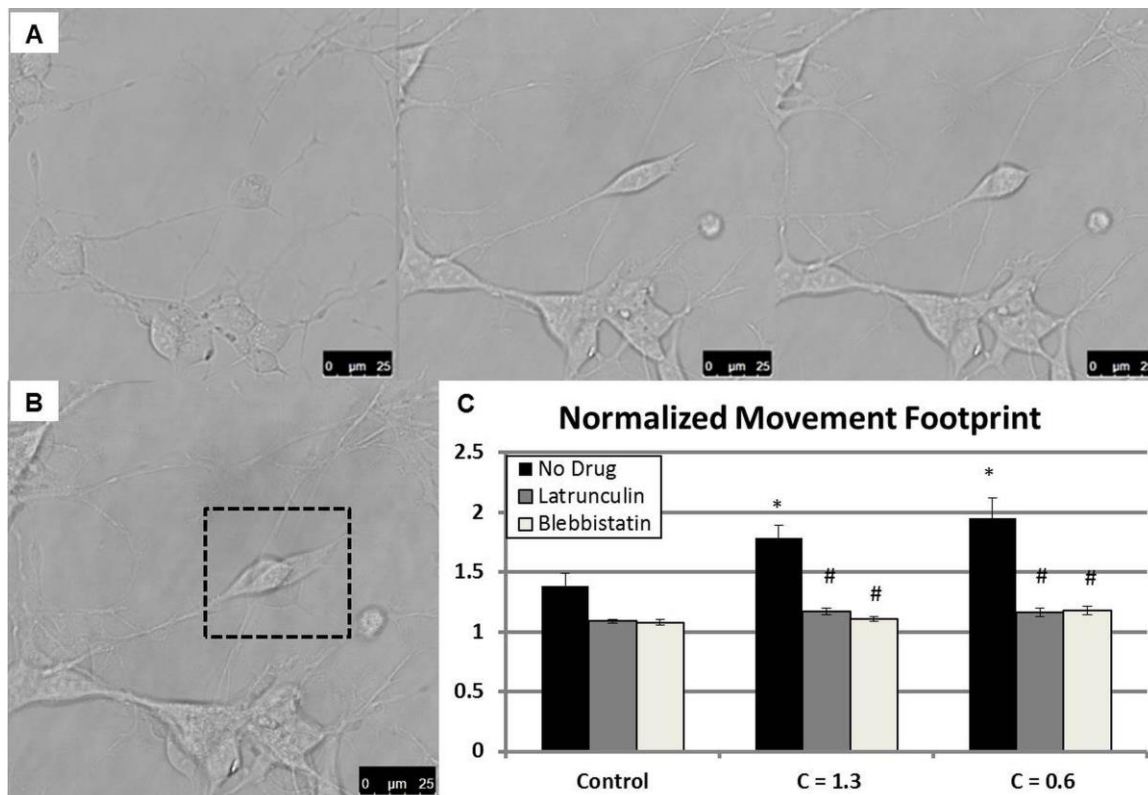 A
0 µm 25
0 µm 25
0 µm 25
B
0 µm 25
C
Normalized Movement Footprint
2.5
2
1.5
1
0.5
0
No Drug
Latrunculin
Blebbistatin
*
*
#
#
#
#
Control
C = 1.3
C = 0.6